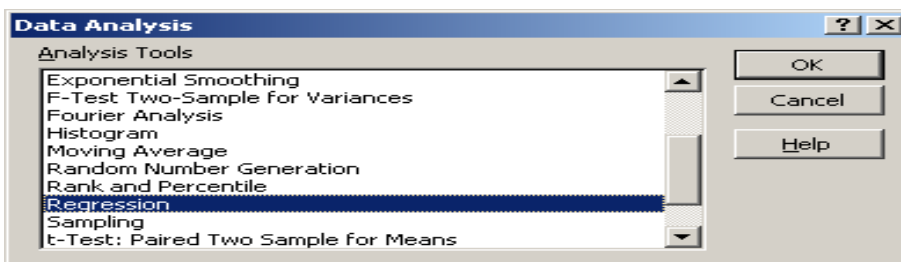 Data Analysis
? X
Analysis Tools
Exponential Smoothing
F-Test Two-Sample for Variances
Fourier Analysis
Histogram
Moving Average
Random Number Generation
Rank and Percentile
Regression
Sampling
t-Test: Paired Two Sample for Means
OK
Cancel
Help